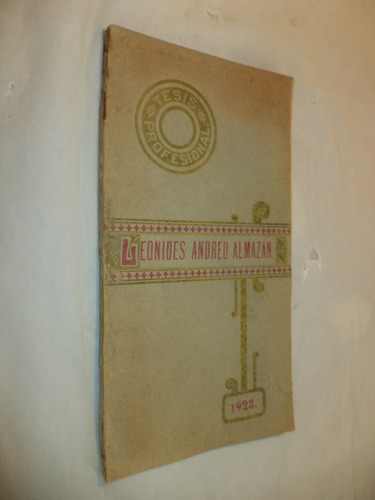 TESIS
PROFESIONAL
LEONIDES ANDREU ALMAZAN
1923.